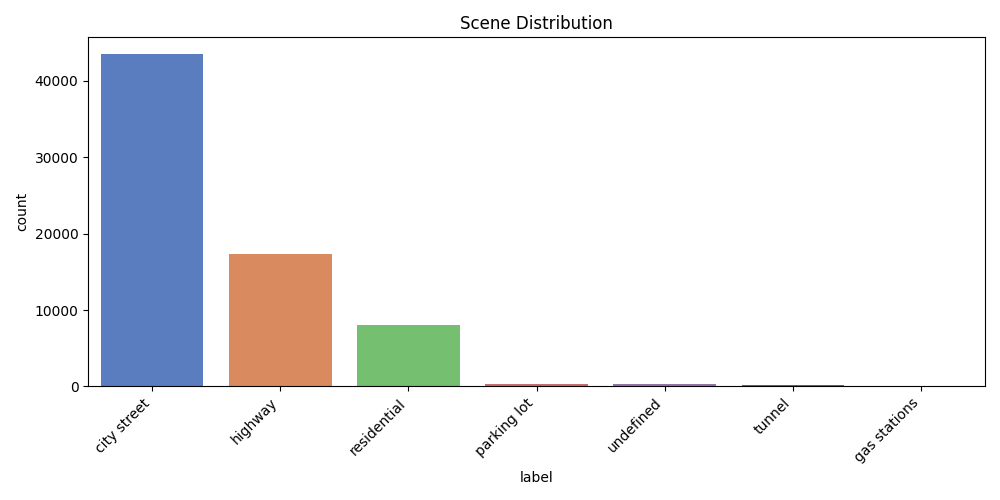 Scene Distribution
count
40000
30000
20000
10000
0
city street
highway
residential
parking lot
undefined
tunnel
gas stations
label